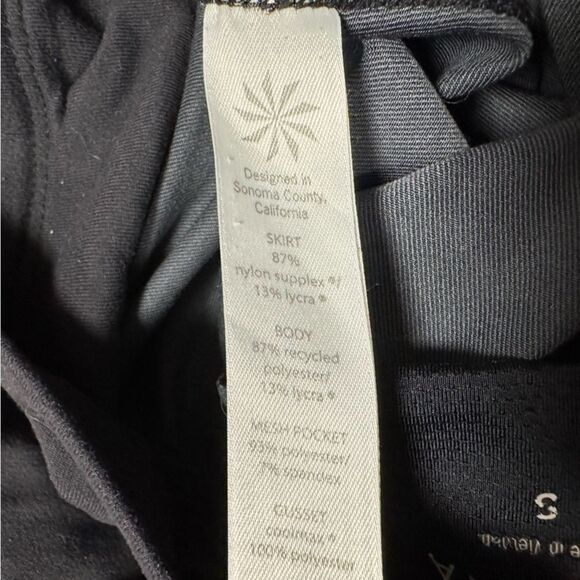 Designed in
Sonoma County,
California
SKIRT
87%
nylon supplex ®/
13% lycra ®
BODY
87% recycled
polyester/
13% lycra ®
MESH POCKET
93% polyester/
7% spandex
GUSSET
coolmax ®
100% polyester
S